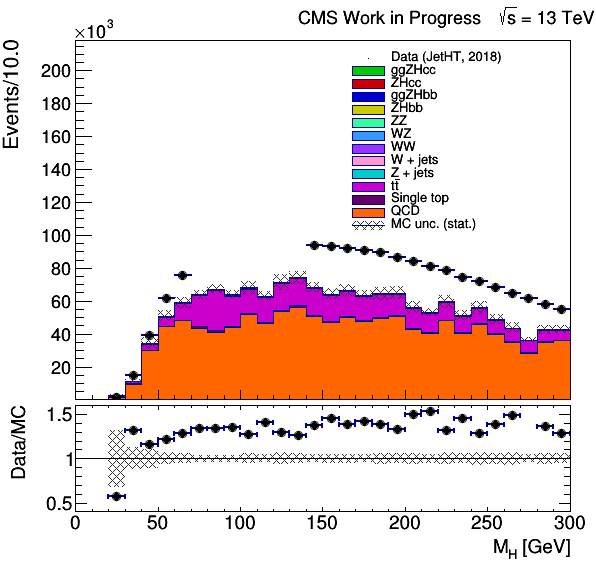 CMS Work in Progress √s = 13 TeV
×10³
Events/10.0
200
180
160
140
120
100
80
60
40
20
Data (JetHT, 2018)
ggZHcc
ZHcc
ggZHbb
ZHbb
ZZ
WZ
WW
W + jets
Z + jets
tt̄
Single top
QCD
MC unc. (stat.)
Data/MC
1.5
1
0.5
0 50 100 150 200 250 300
M_H [GeV]